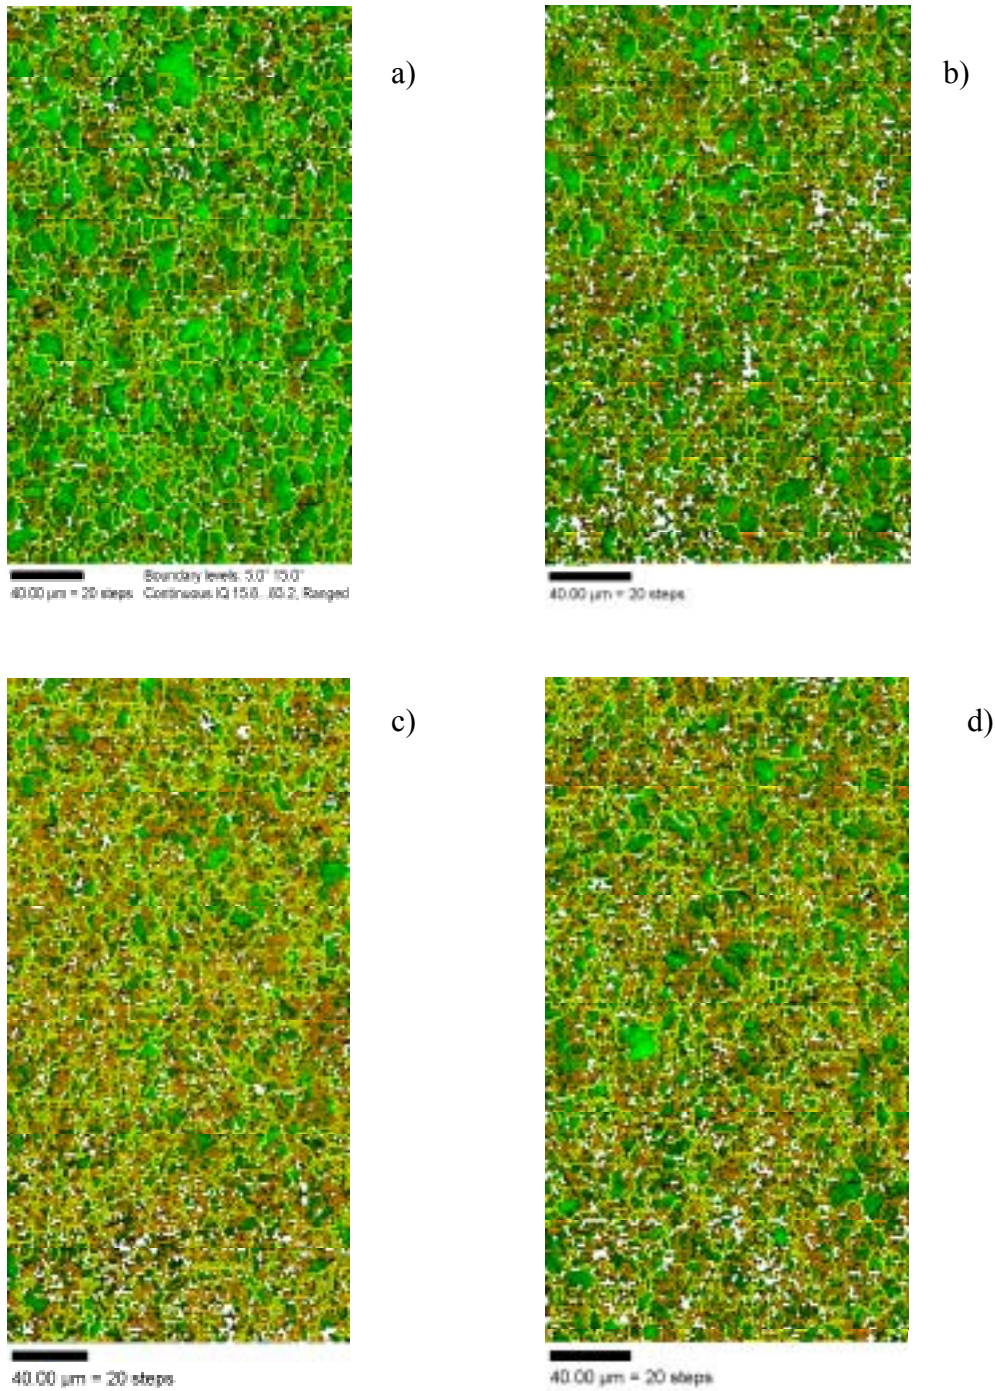 a)
b)
Boundary levels: 5.0° 15.0°
40.00 µm = 20 steps Continuous IQ 15.8...83.2, Ranged
40.00 µm = 20 steps
c)
d)
40.00 µm = 20 steps
40.00 µm = 20 steps